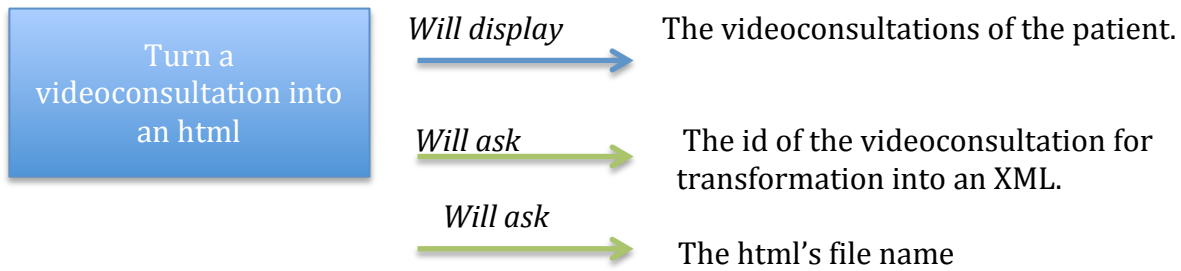 Turn a
videoconsultation into
an html
Will display
The videoconsultations of the patient.
Will ask
The id of the videoconsultation for
transformation into an XML.
Will ask
The html’s file name